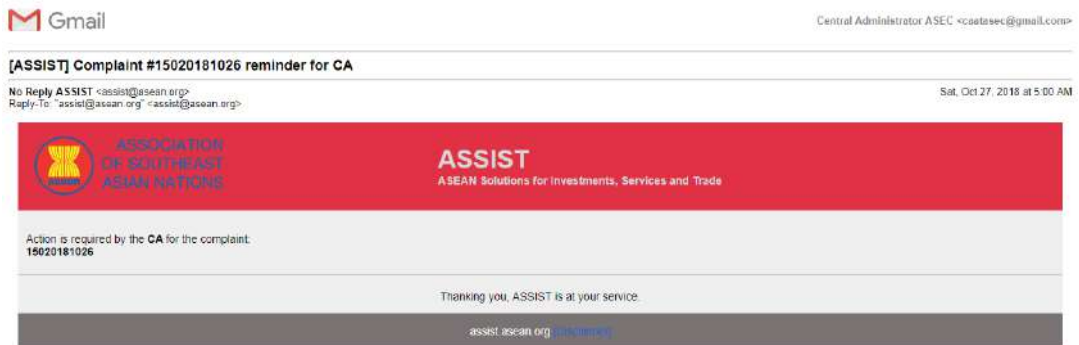 Gmail
Central Administrator ASEC <caatasec@gmail.com>
[ASSIST] Complaint #15020181026 reminder for CA
No Reply ASSIST <assist@asean.org>
Reply-To: "assist@asean.org" <assist@asean.org>
Sat, Oct 27, 2018 at 5:00 AM
ASSOCIATION
OF SOUTHEAST
ASIAN NATIONS
ASSIST
ASEAN Solutions for Investments, Services and Trade
Action is required by the CA for the complaint:
15020181026
Thanking you, ASSIST is at your service.
assist.asean.org